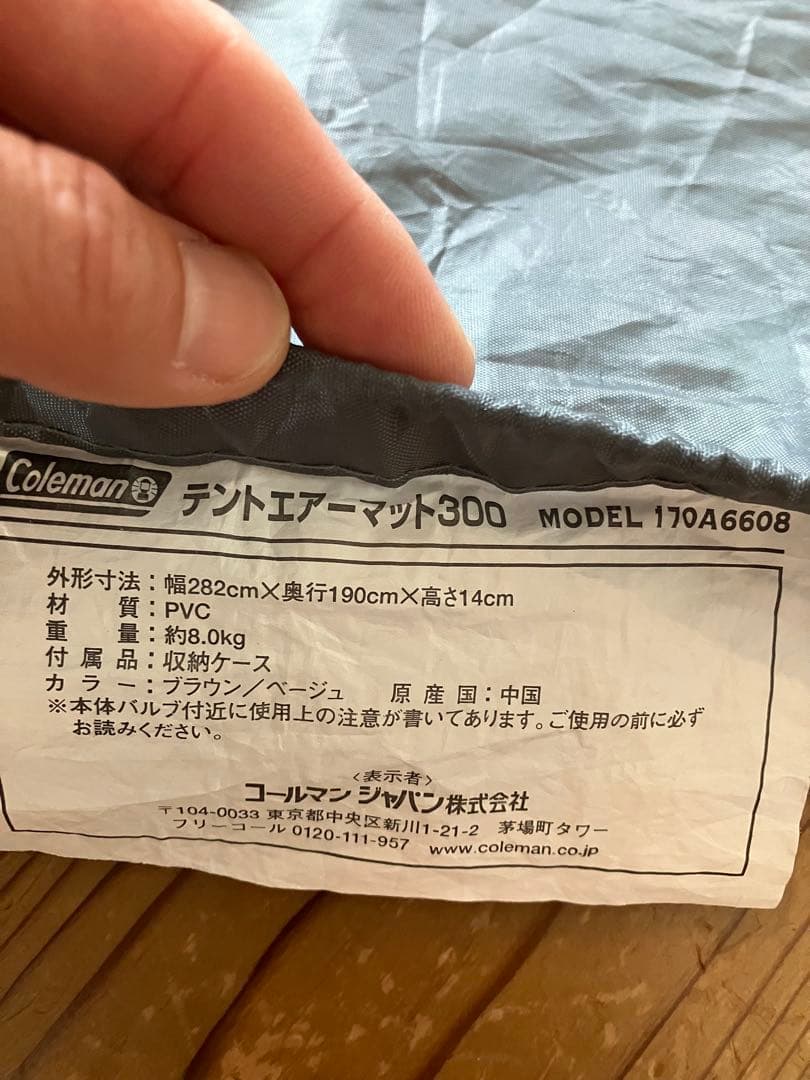 Coleman テントエアーマット300 MODEL 170A6608
外形寸法：幅282cm×奥行190cm×高さ14cm
材質：PVC
重量：約8.0kg
付属品：収納ケース
カラー：ブラウン／ベージュ 原産国：中国
※本体バルブ付近に使用上の注意が書いてあります。ご使用の前に必ず
お読みください。
〈表示者〉
コールマン ジャパン株式会社
〒104-0033 東京都中央区新川1-21-2 茅場町タワー
フリーコール 0120-111-957 www.coleman.co.jp